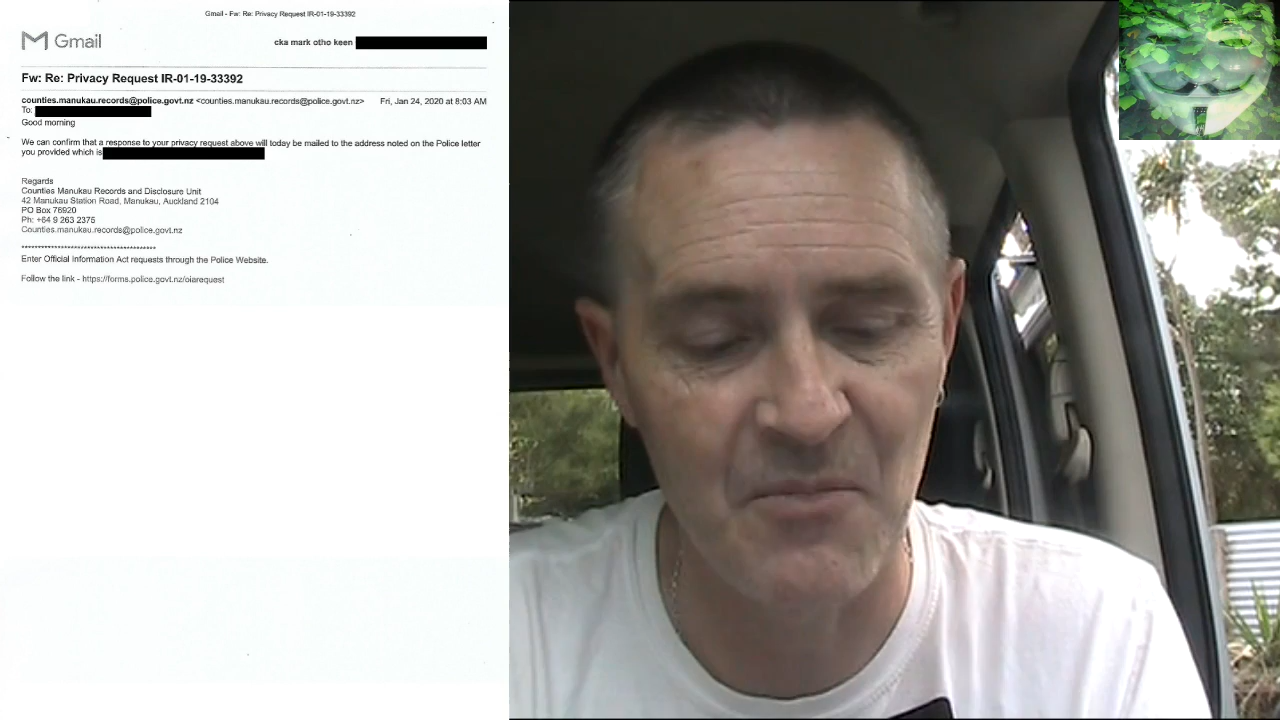 Gmail - Fw: Re: Privacy Request IR-01-19-33392
Gmail
cka mark otho keen
Fw: Re: Privacy Request IR-01-19-33392
counties.manukau.records@police.govt.nz <counties.manukau.records@police.govt.nz> Fri, Jan 24, 2020 at 8:03 AM
To:
Good morning
We can confirm that a response to your privacy request above will today be mailed to the address noted on the Police letter
you provided which is
Regards
Counties Manukau Records and Disclosure Unit
42 Manukau Station Road, Manukau, Auckland 2104
PO Box 76920
Ph: +64 9 263 2375
Counties.manukau.records@police.govt.nz
******************************************
Enter Official Information Act requests through the Police Website.
Follow the link - https://forms.police.govt.nz/oiarequest